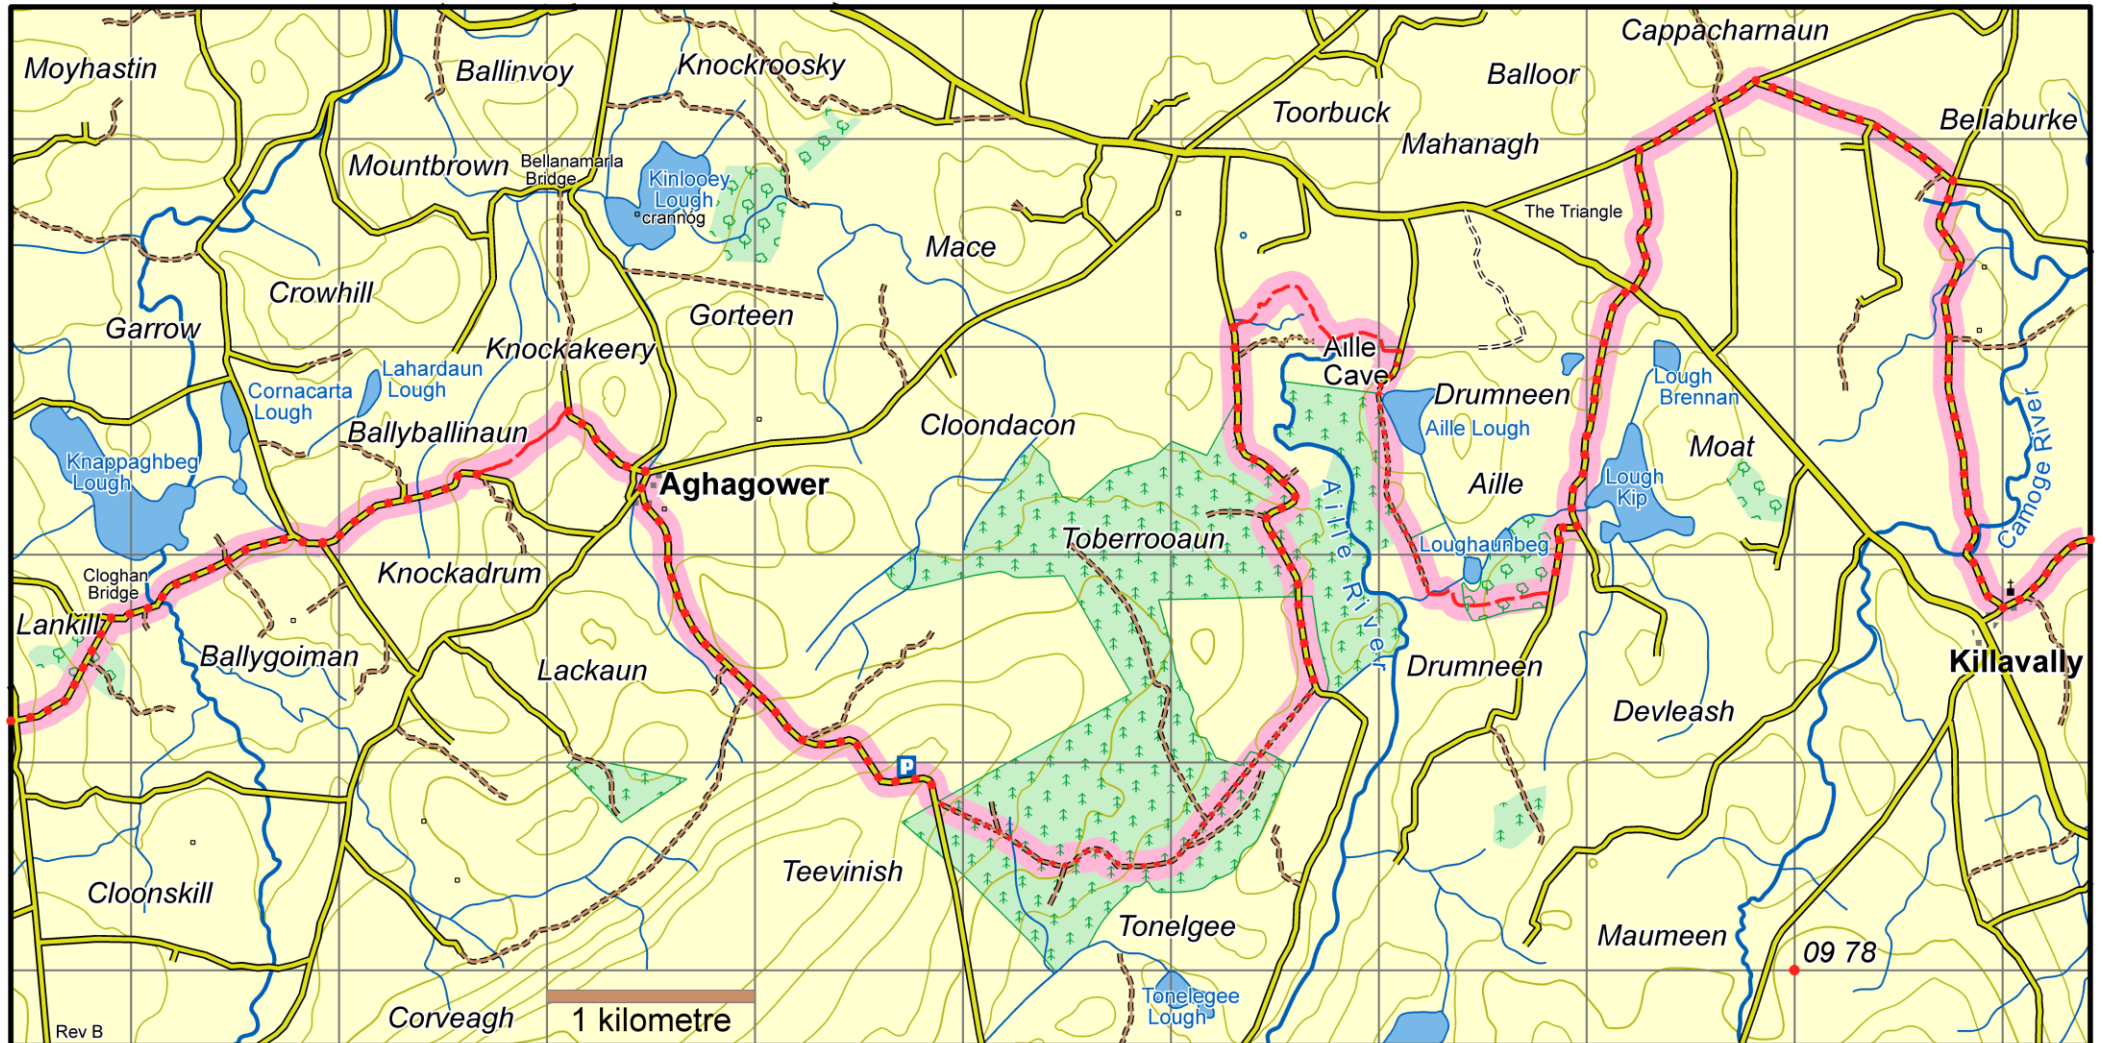 Cappacharnaun
Moyhastin
Ballinvoy
Knockroosky
Balloor
Toorbuck
Bellaburke
Mahanagh
Mountbrown
Bellanamarla
Bridge
Kinlooey
Lough
crannog
The Triangle
Mace
Crowhill
Garrow
Gorteen
Knockakeery
Aille
Cave
Lahardaun
Lough
Cornacarta
Lough
Lough
Brennan
Drumneen
Cloondacon
Ballyballinaun
Aille Lough
Moat
Knappaghbeg
Lough
Aghagower
Aille
Lough
Kip
Camoge River
Aille River
Toberrooaun
Loughaunbeg
Cloghan
Bridge
Knockadrum
Lankill
Ballygoiman
Lackaun
Drumneen
Killavally
Devleash
P
Teevinish
Cloonskill
Tonelgee
Maumeen
09 78
Tonelegee
Lough
Corveagh
1 kilometre
Rev B